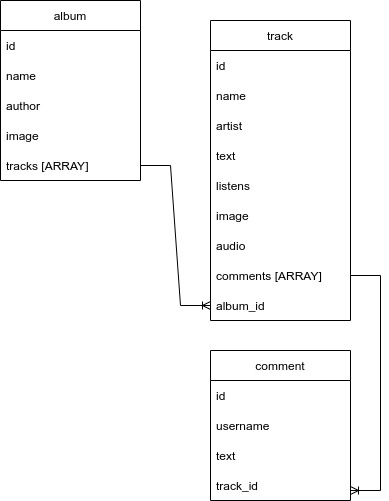 album
id
name
author
image
tracks [ARRAY]
track
id
name
artist
text
listens
image
audio
comments [ARRAY]
album_id
comment
id
username
text
track_id